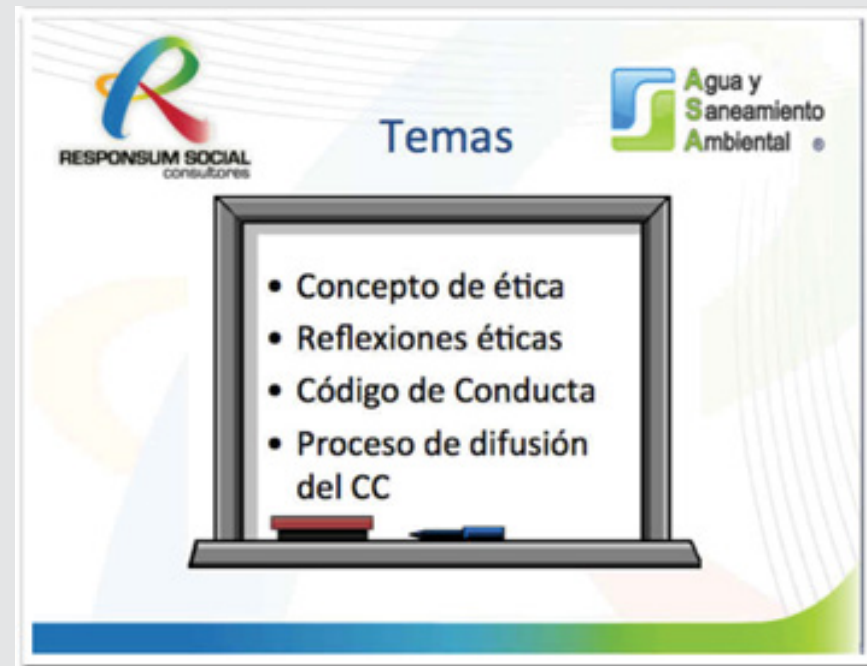 RESPONSUM SOCIAL
consultores
Temas
Agua y
Saneamiento
Ambiental ®
• Concepto de ética
• Reflexiones éticas
• Código de Conducta
• Proceso de difusión
del CC